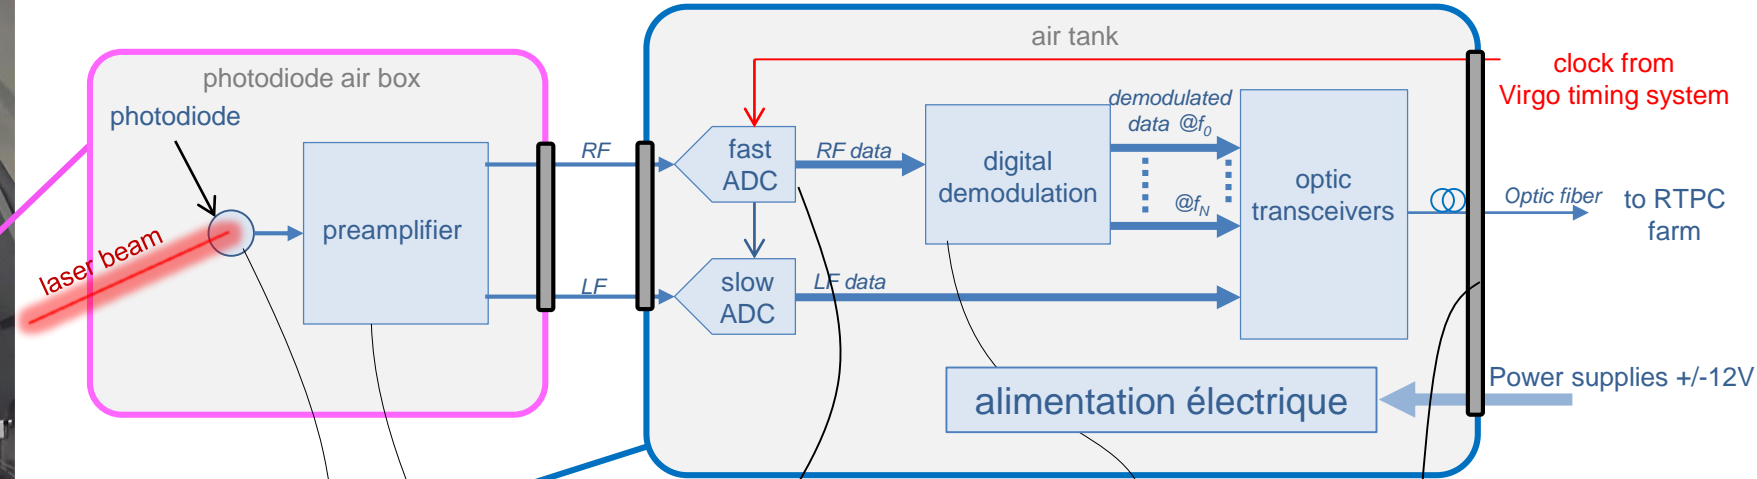 air tank
photodiode air box
clock from
Virgo timing system
photodiode
demodulated
data @f0
RF
fast
ADC
RF data
digital
demodulation
optic
transceivers
@fN
Optic fiber
to RTPC
farm
preamplifier
laser beam
LF
slow
ADC
LF data
alimentation électrique
Power supplies +/-12V